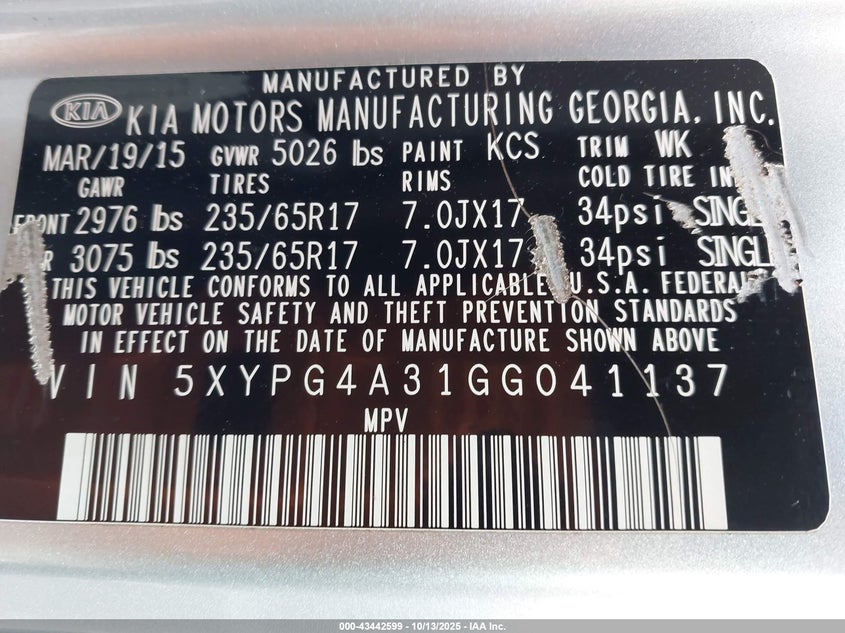 MANUFACTURED BY
KIA KIA MOTORS MANUFACTURING GEORGIA, INC.
MAR/19/15 GVWR 5026 lbs PAINT KCS TRIM WK
GAWR TIRES RIMS COLD TIRE IN
FRONT 2976 lbs 235/65R17 7.0JX17 34psi SINGL
R 3075 lbs 235/65R17 7.0JX17 34psi SINGL
THIS VEHICLE CONFORMS TO ALL APPLICABLE U.S.A. FEDERAL
MOTOR VEHICLE SAFETY AND THEFT PREVENTION STANDARDS
IN EFFECT ON THE DATE OF MANUFACTURE SHOWN ABOVE
VIN 5XYPG4A31GG041137
MPV
000-43442599 - 10/13/2025 - IAA Inc.